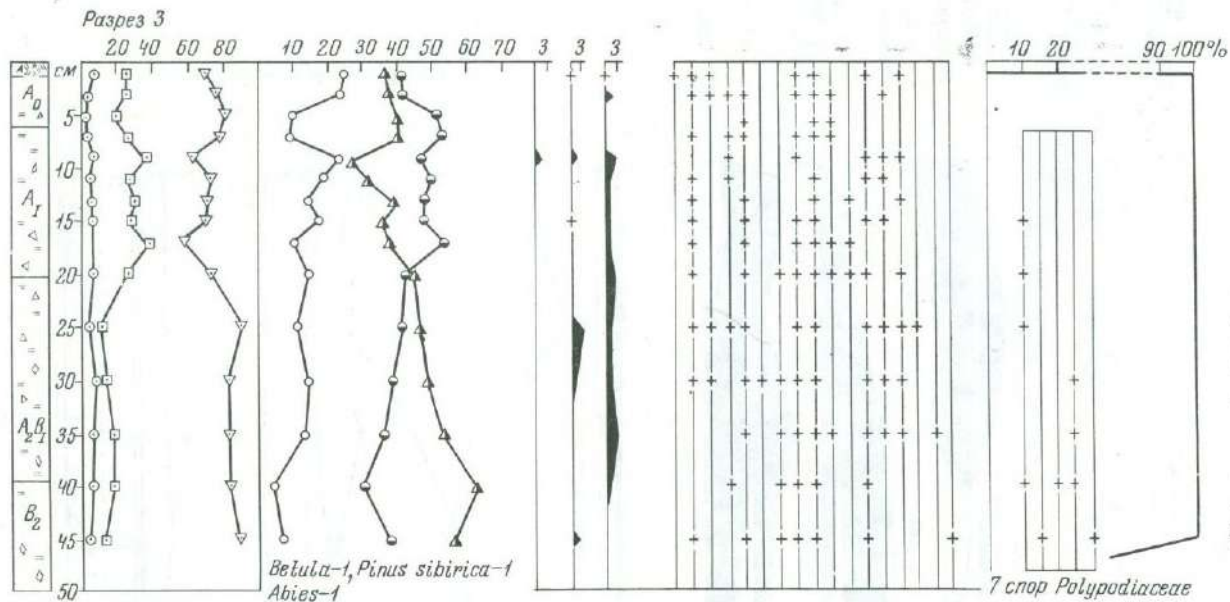 Разрез 3
20 40 60 80 10 20 30 40 50 60 70 3 3 3 10 20 90 100%
см
A₀
5
10
A₁
15
20
25
30
A₂B₁
35
40
B₂
45
50
Betula-1, Pinus sibirica-1
Abies-1
7 спор Polypodiaceae